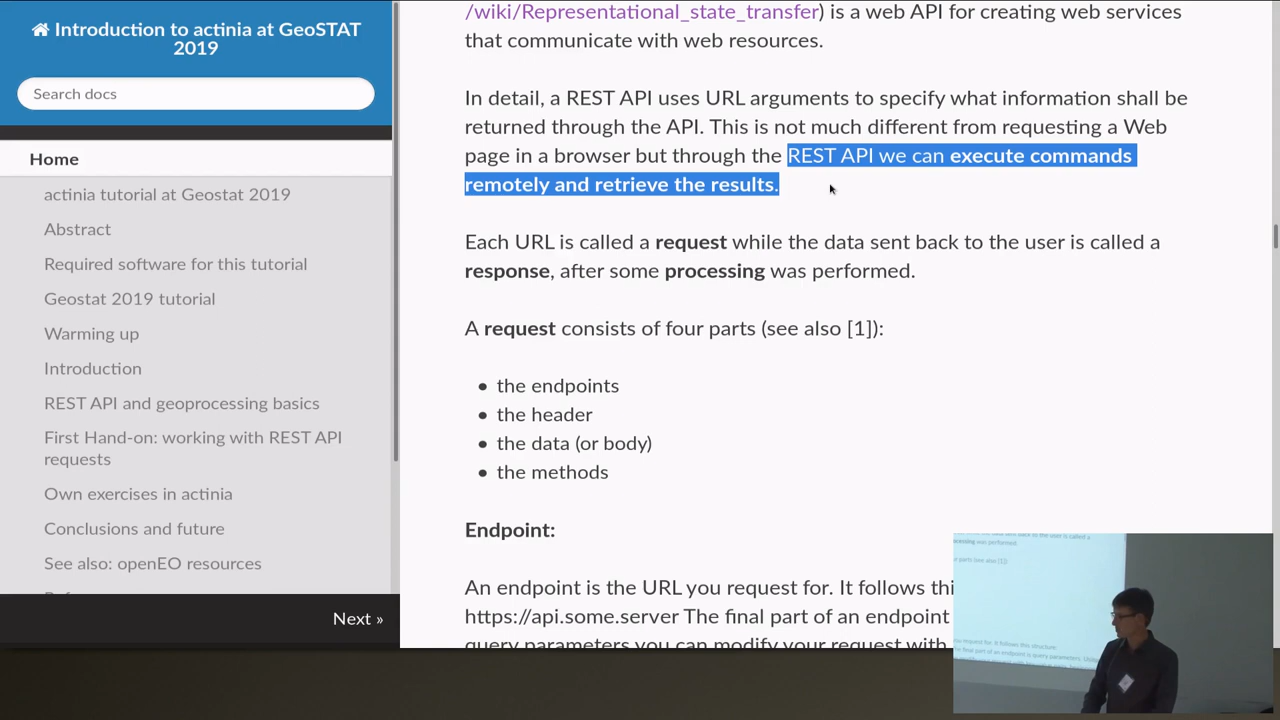 Introduction to actinia at GeoSTAT
2019
Search docs
Home
actinia tutorial at Geostat 2019
Abstract
Required software for this tutorial
Geostat 2019 tutorial
Warming up
Introduction
REST API and geoprocessing basics
First Hand-on: working with REST API
requests
Own exercises in actinia
Conclusions and future
See also: openEO resources
Next »
/wiki/Representational_state_transfer) is a web API for creating web services
that communicate with web resources.
In detail, a REST API uses URL arguments to specify what information shall be
returned through the API. This is not much different from requesting a Web
page in a browser but through the REST API we can execute commands
remotely and retrieve the results.
Each URL is called a request while the data sent back to the user is called a
response, after some processing was performed.
A request consists of four parts (see also [1]):
• the endpoints
• the header
• the data (or body)
• the methods
Endpoint:
An endpoint is the URL you request for. It follows thi
https://api.some.server The final part of an endpoint
query parameters you can modify your request with